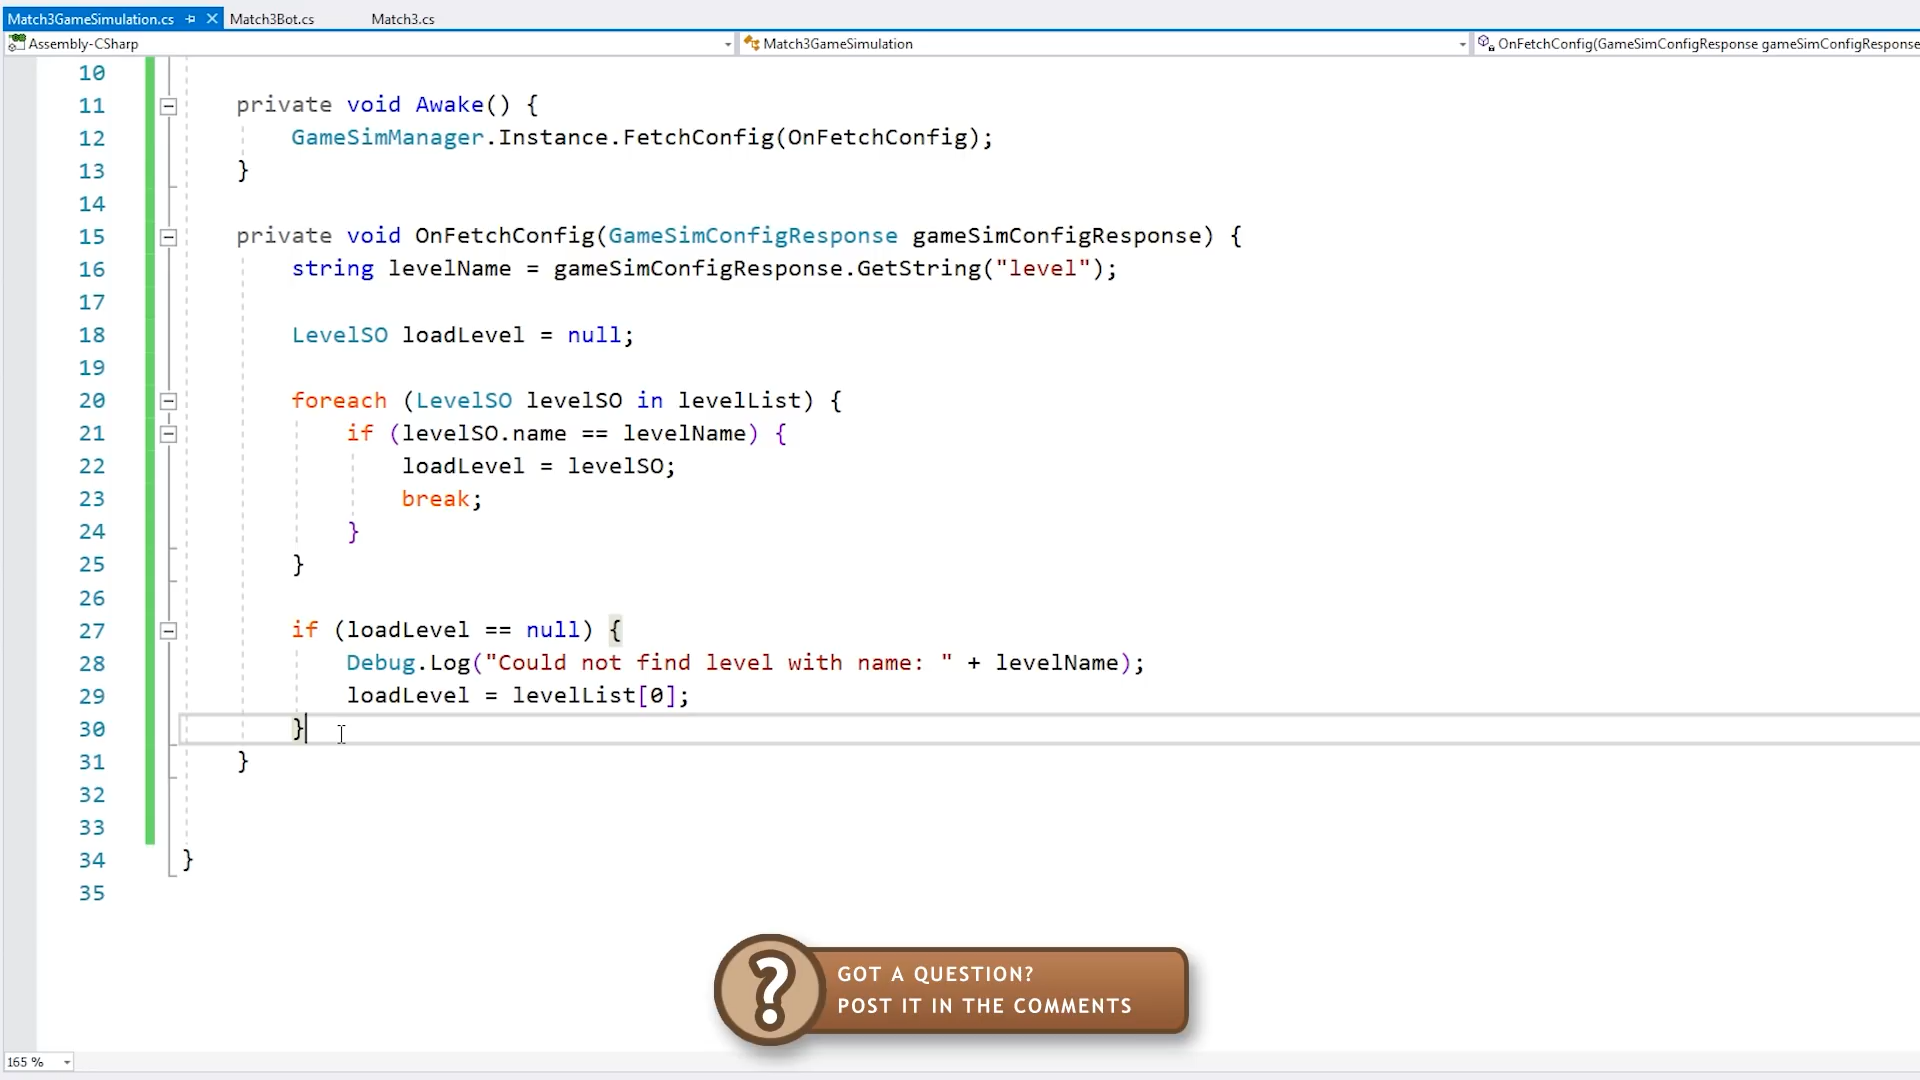 Match3GameSimulation.cs Match3Bot.cs Match3.cs
Assembly-CSharp Match3GameSimulation OnFetchConfig(GameSimConfigResponse gameSimConfigResponse
10
11 private void Awake() {
12 GameSimManager.Instance.FetchConfig(OnFetchConfig);
13 }
14
15 private void OnFetchConfig(GameSimConfigResponse gameSimConfigResponse) {
16 string levelName = gameSimConfigResponse.GetString("level");
17
18 LevelSO loadLevel = null;
19
20 foreach (LevelSO levelSO in levelList) {
21 if (levelSO.name == levelName) {
22 loadLevel = levelSO;
23 break;
24 }
25 }
26
27 if (loadLevel == null) {
28 Debug.Log("Could not find level with name: " + levelName);
29 loadLevel = levelList[0];
30 }
31 }
32
33
34 }
35
?
GOT A QUESTION?
POST IT IN THE COMMENTS
165 %